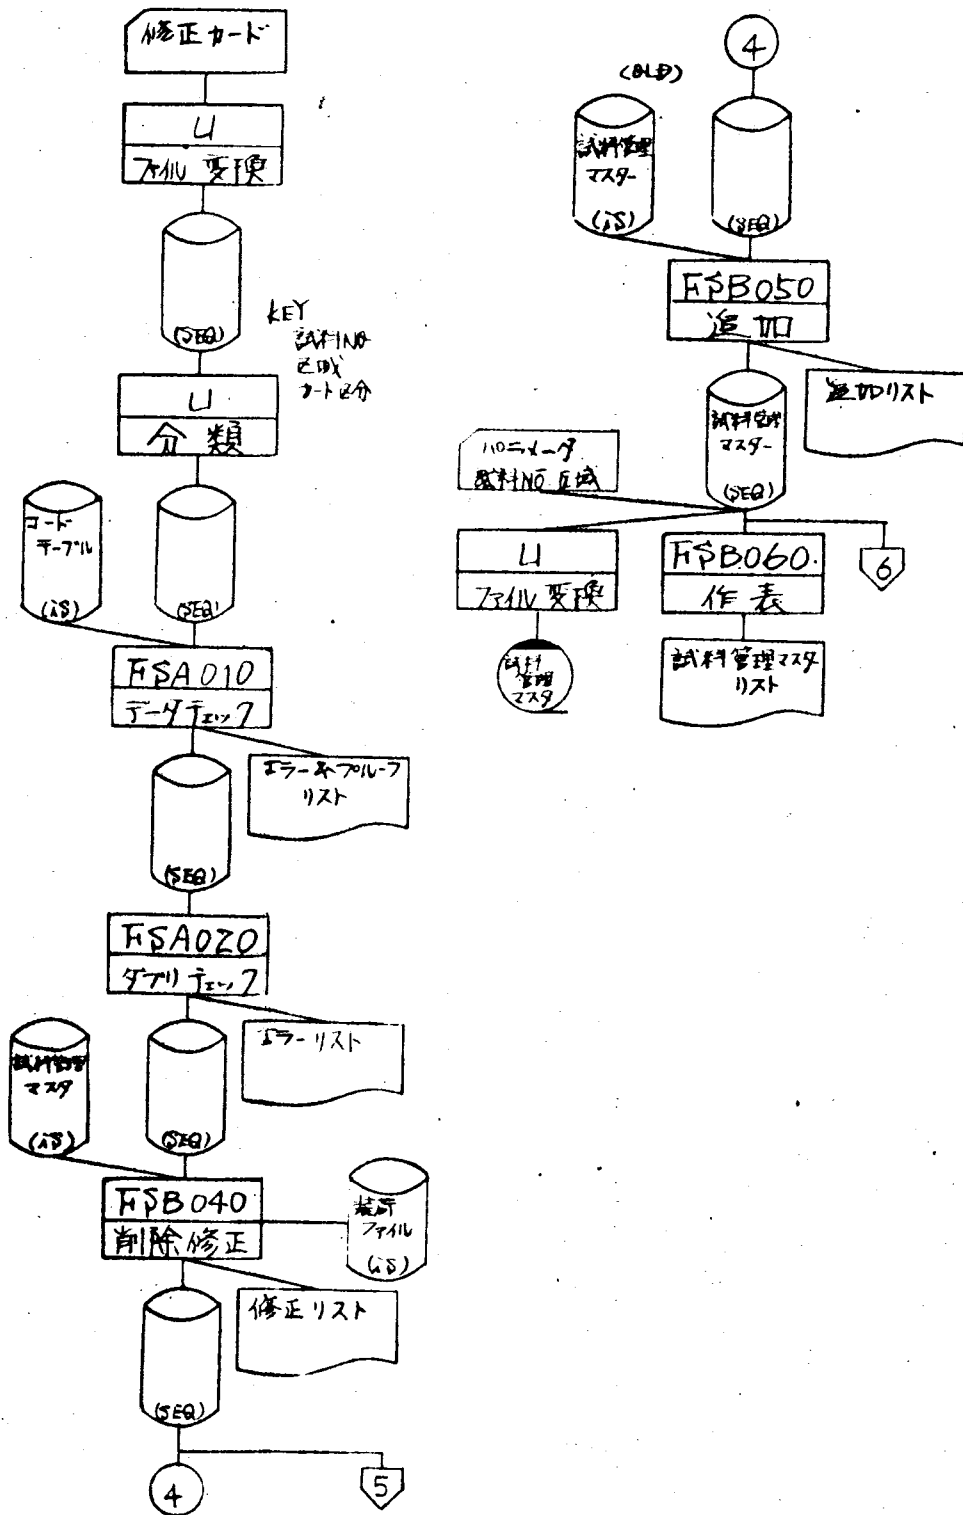 修正カード
U
ファイル変換
(SEQ)
KEY
試料NO
区域
カード区分
U
分類
コード
テーブル
(iS)
(SEQ)
FSA010
データチェック
エラー&プルーフ
リスト
(SEQ)
FSA020
ダブリチェック
エラーリスト
試料管理
マスタ
(iS)
(SEQ)
FSB040
削除修正
ファイル
(iS)
修正リスト
(SEQ)
4
5
4
(OLD)
試料管理
マスター
(iS)
(SEQ)
FSB050
追加
追加リスト
試料管理
マスター
(SEQ)
パラメータ
試料NO 区域
U
ファイル変換
試料
管理
マスタ
FSB060
作表
6
試料管理マスタ
リスト